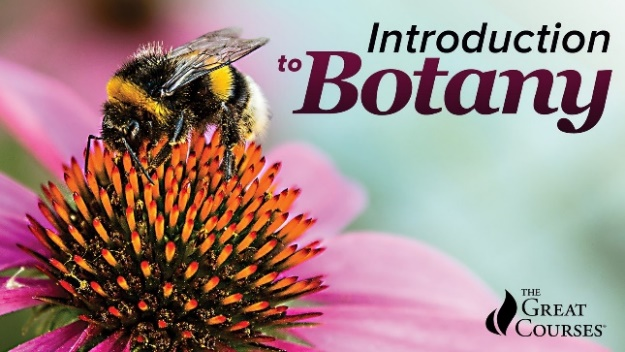 Introduction
to Botany
THE
GREAT
COURSES®